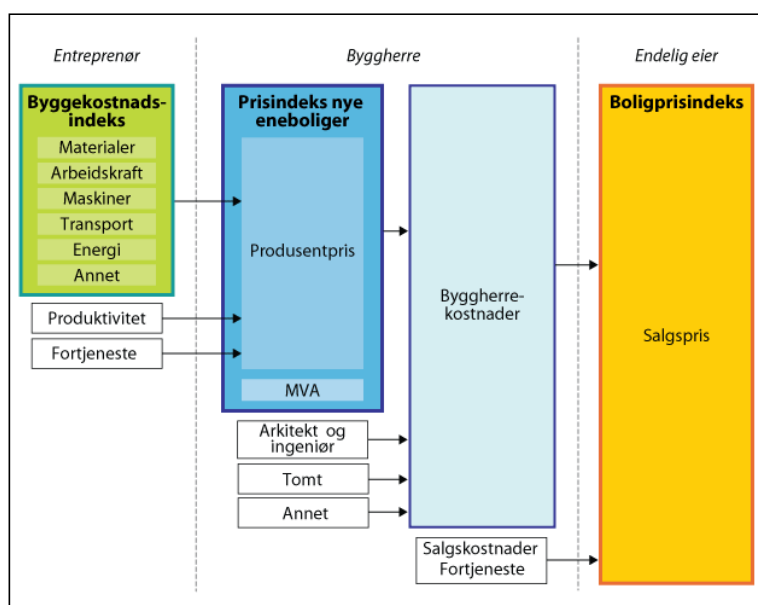 Entreprenør
Byggherre
Endelig eier
Byggekostnads-
indeks
Materialer
Arbeidskraft
Maskiner
Transport
Energi
Annet
Produktivitet
Fortjeneste
Prisindeks nye
eneboliger
Produsentpris
MVA
Arkitekt og
ingeniør
Tomt
Annet
Byggherre-
kostnader
Salgskostnader
Fortjeneste
Boligprisindeks
Salgspris